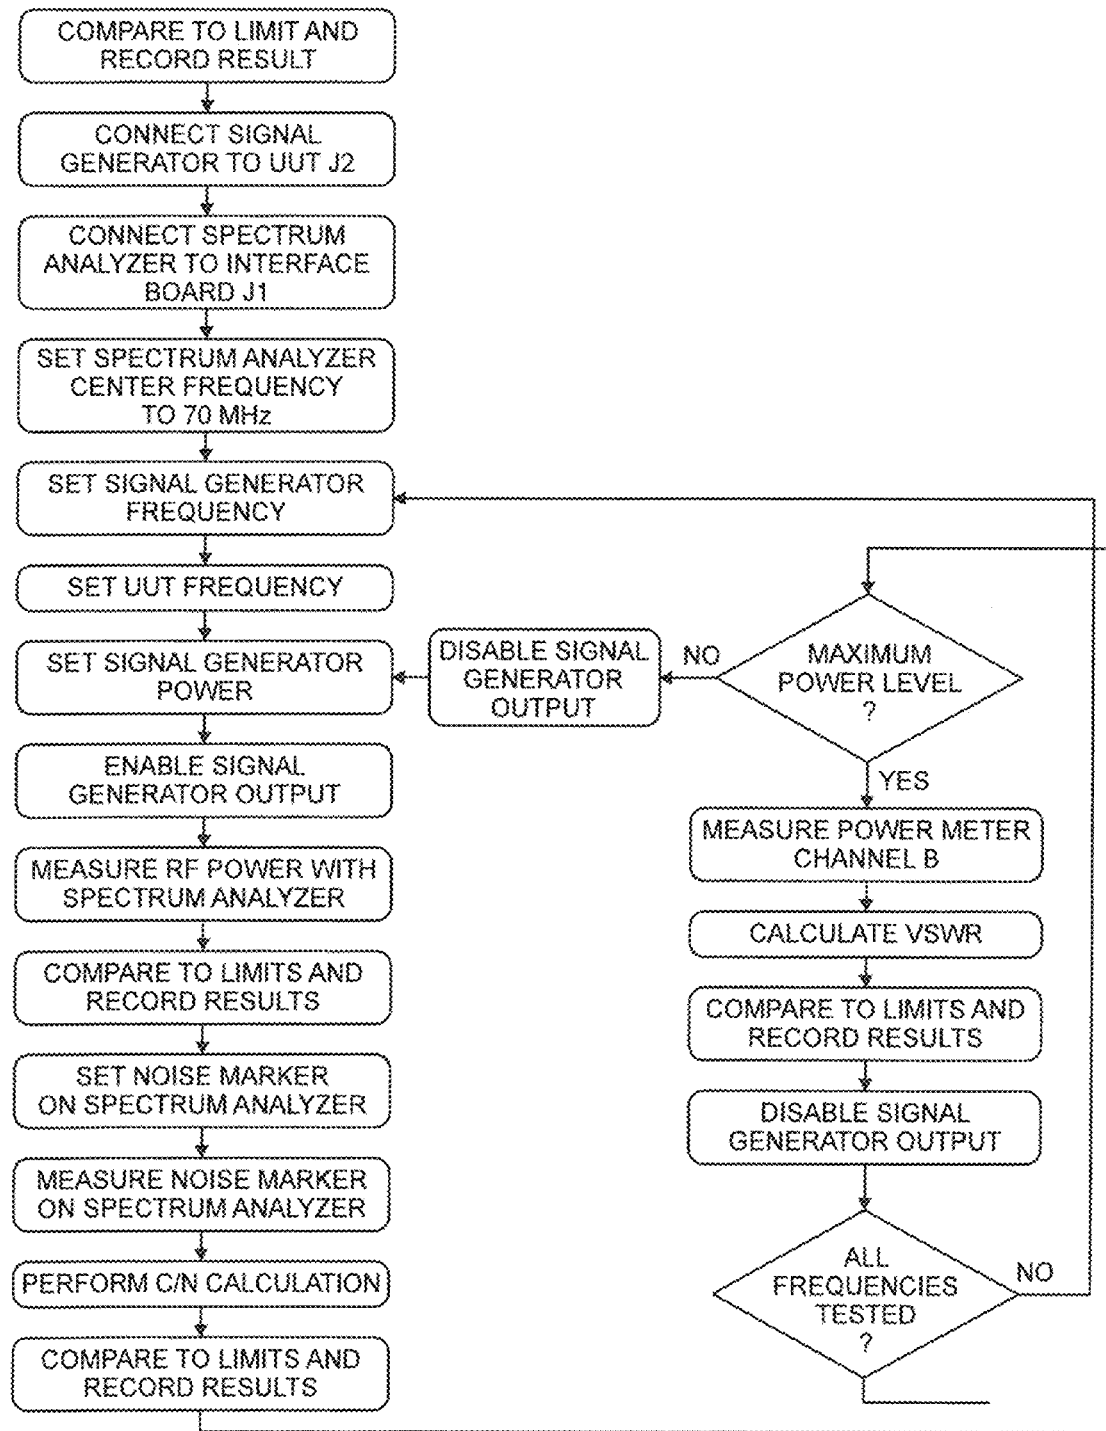 COMPARE TO LIMIT AND
RECORD RESULT
CONNECT SIGNAL
GENERATOR TO UUT J2
CONNECT SPECTRUM
ANALYZER TO INTERFACE
BOARD J1
SET SPECTRUM ANALYZER
CENTER FREQUENCY
TO 70 MHz
SET SIGNAL GENERATOR
FREQUENCY
SET UUT FREQUENCY
SET SIGNAL GENERATOR
POWER
ENABLE SIGNAL
GENERATOR OUTPUT
MEASURE RF POWER WITH
SPECTRUM ANALYZER
COMPARE TO LIMITS AND
RECORD RESULTS
SET NOISE MARKER
ON SPECTRUM ANALYZER
MEASURE NOISE MARKER
ON SPECTRUM ANALYZER
PERFORM C/N CALCULATION
COMPARE TO LIMITS AND
RECORD RESULTS
DISABLE SIGNAL
GENERATOR
OUTPUT
NO
MAXIMUM
POWER LEVEL
?
YES
MEASURE POWER METER
CHANNEL B
CALCULATE VSWR
COMPARE TO LIMITS AND
RECORD RESULTS
DISABLE SIGNAL
GENERATOR OUTPUT
ALL
FREQUENCIES
TESTED
?
NO